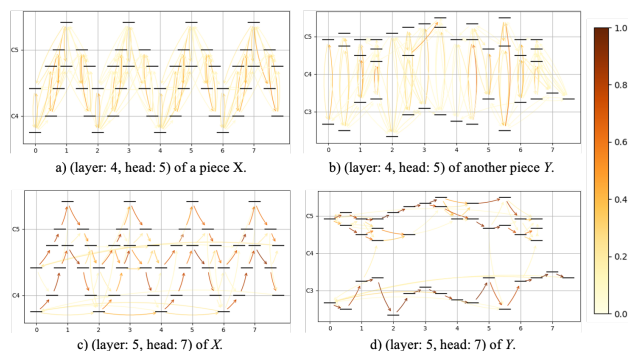 C5
C4
0 1 2 3 4 5 6 7
a) (layer: 4, head: 5) of a piece X.
C5
C4
C3
0 1 2 3 4 5 6 7
b) (layer: 4, head: 5) of another piece Y.
C5
C4
0 1 2 3 4 5 6 7
c) (layer: 5, head: 7) of X.
C5
C4
C3
0 1 2 3 4 5 6 7
d) (layer: 5, head: 7) of Y.
1.0
0.8
0.6
0.4
0.2
0.0